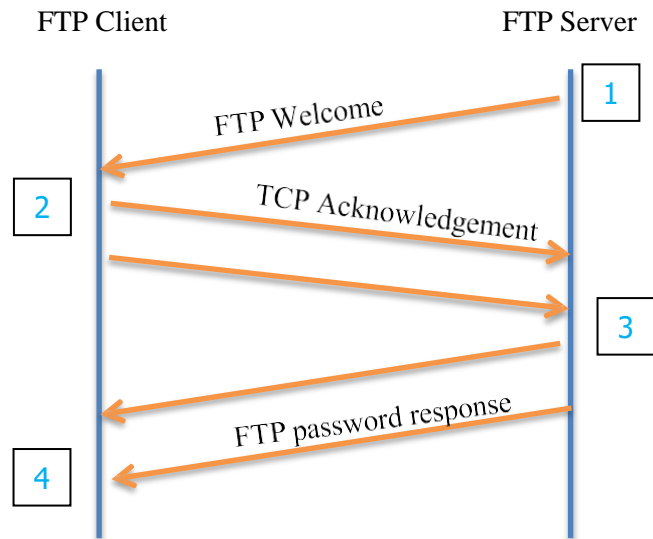 FTP Client
FTP Server
1
FTP Welcome
2
TCP Acknowledgement
3
FTP password response
4